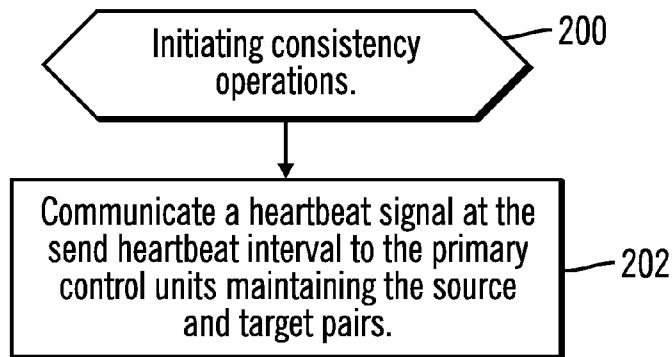 Initiating consistency
operations.
200
Communicate a heartbeat signal at the
send heartbeat interval to the primary
control units maintaining the source
and target pairs.
202